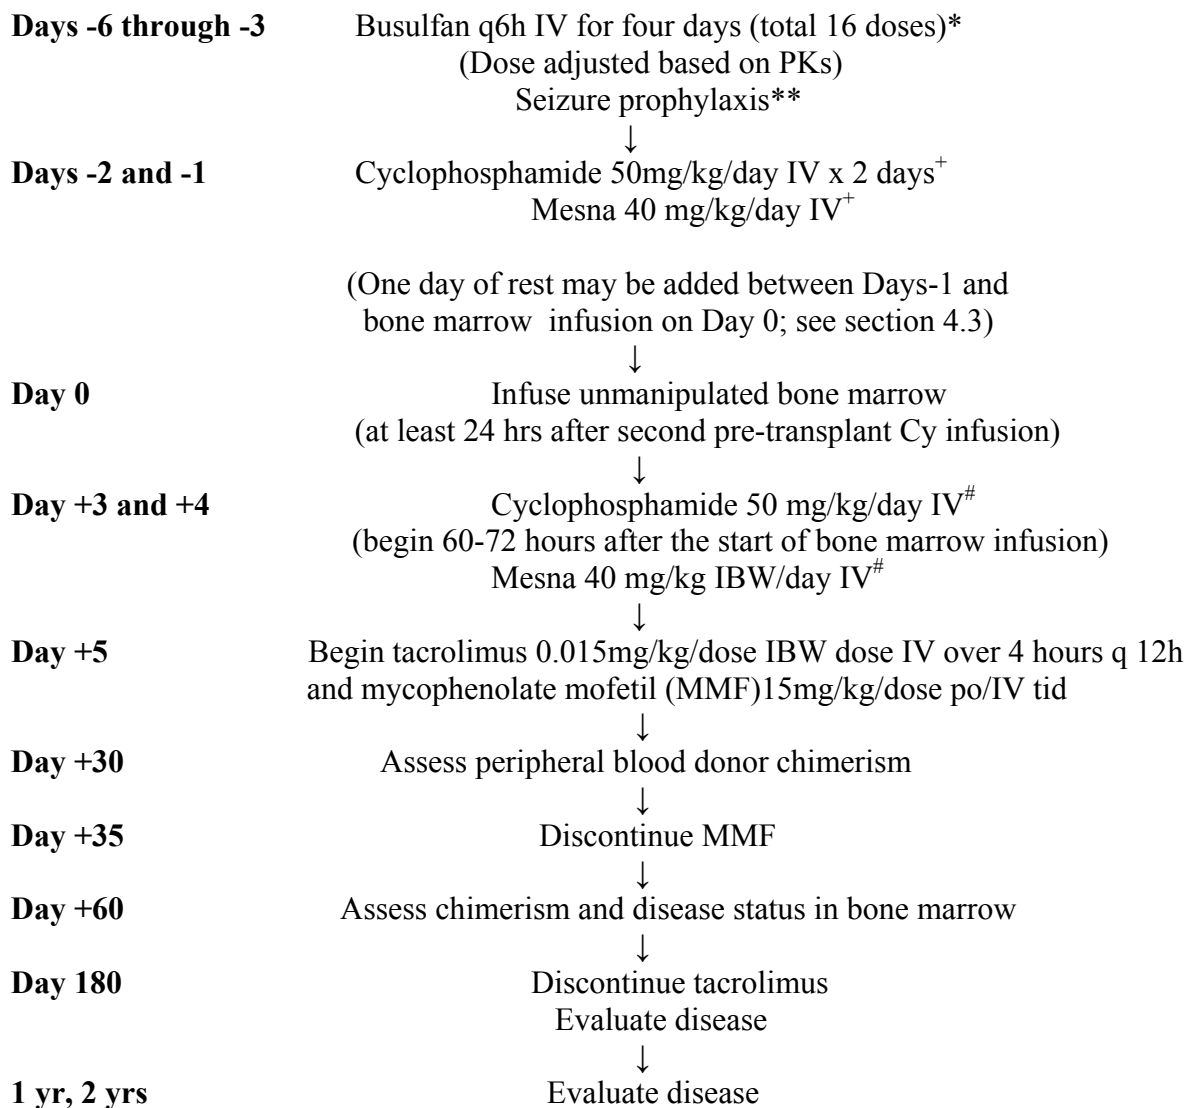 Days -6 through -3 Busulfan q6h IV for four days (total 16 doses)*
(Dose adjusted based on PKs)
Seizure prophylaxis**
↓
Days -2 and -1 Cyclophosphamide 50mg/kg/day IV x 2 days+
Mesna 40 mg/kg/day IV+
(One day of rest may be added between Days-1 and
bone marrow infusion on Day 0; see section 4.3)
↓
Day 0 Infuse unmanipulated bone marrow
(at least 24 hrs after second pre-transplant Cy infusion)
↓
Day +3 and +4 Cyclophosphamide 50 mg/kg/day IV#
(begin 60-72 hours after the start of bone marrow infusion)
Mesna 40 mg/kg IBW/day IV#
↓
Day +5 Begin tacrolimus 0.015mg/kg/dose IBW dose IV over 4 hours q 12h
and mycophenolate mofetil (MMF)15mg/kg/dose po/IV tid
↓
Day +30 Assess peripheral blood donor chimerism
↓
Day +35 Discontinue MMF
↓
Day +60 Assess chimerism and disease status in bone marrow
↓
Day 180 Discontinue tacrolimus
Evaluate disease
↓
1 yr, 2 yrs Evaluate disease